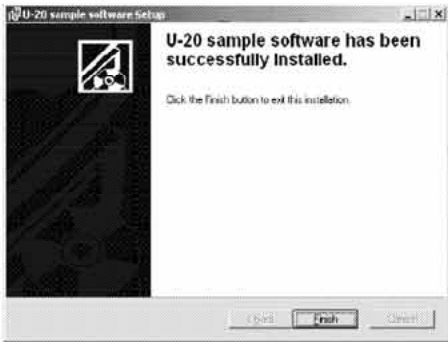 U-20 sample software Setup
U-20 sample software has been
successfully installed.
Click the Finish button to exit this installation.
Finish
Cancel